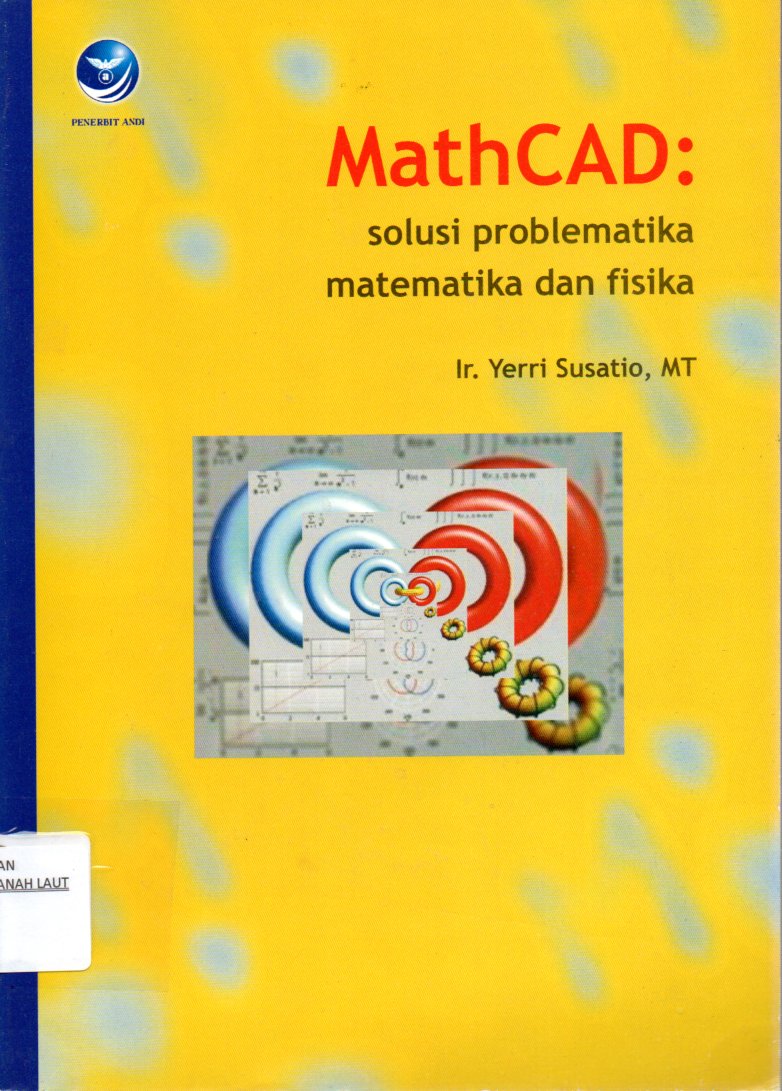 PENERBIT ANDI
MathCAD:
solusi problematika
matematika dan fisika
Ir. Yerri Susatio, MT
AN
ANAH LAUT